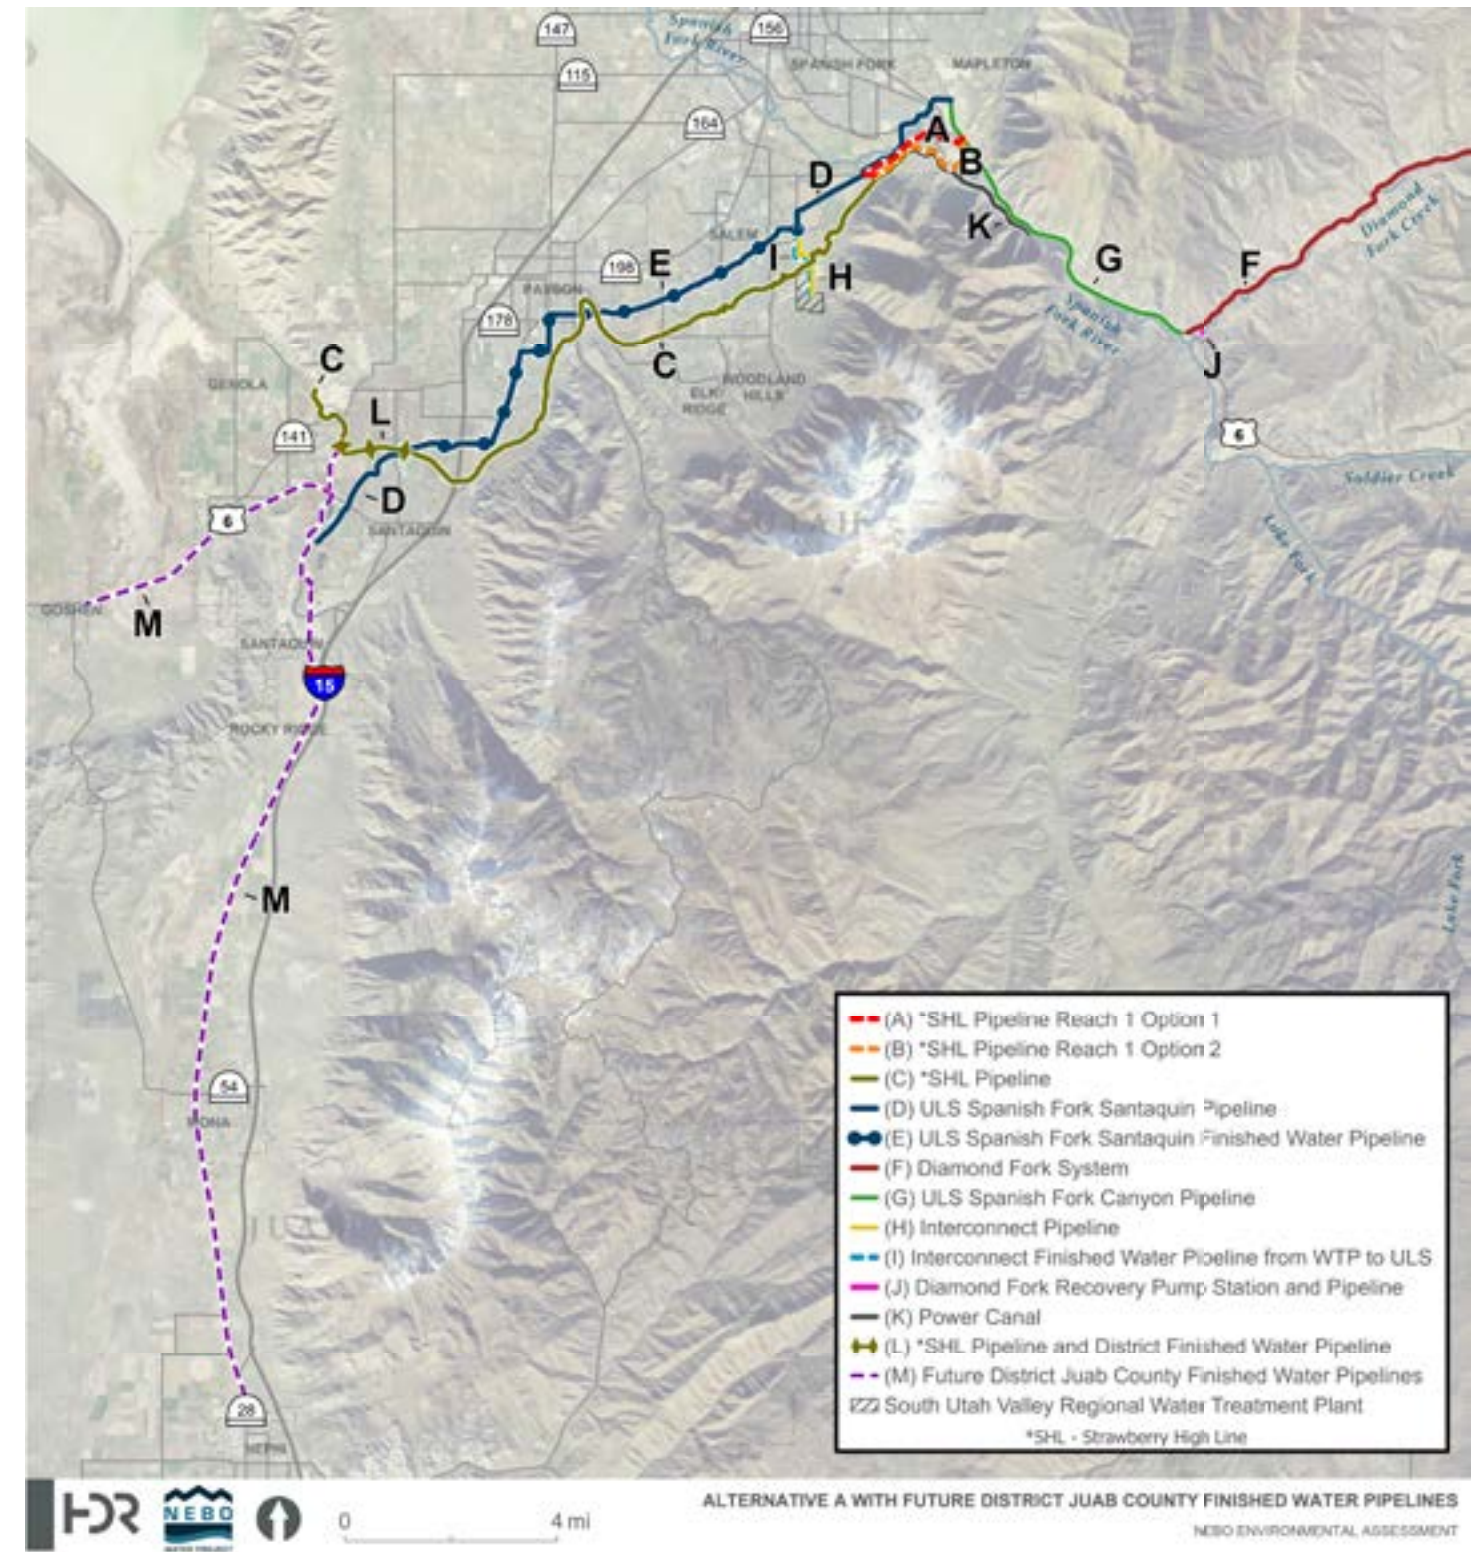 147
Spanish
Fork River
156
SPANISH FORK
MAPLETON
115
164
A
B
D
K
Diamond
Fork Creek
SALEM
I
H
G
F
198
E
PAYSON
178
Spanish
Fork River
C
GENOLA
C
WOODLAND
HILLS
ELK
RIDGE
J
L
141
6
Soldier Creek
6
D
UTAH
SANTAQUIN
Lake Fork
GOSHEN
M
SANTAQUIN
15
ROCKY RIDGE
M
Lake Fork
54
MONA
JUAB
28
NEPHI
(A) *SHL Pipeline Reach 1 Option 1
(B) *SHL Pipeline Reach 1 Option 2
(C) *SHL Pipeline
(D) ULS Spanish Fork Santaquin Pipeline
(E) ULS Spanish Fork Santaquin Finished Water Pipeline
(F) Diamond Fork System
(G) ULS Spanish Fork Canyon Pipeline
(H) Interconnect Pipeline
(I) Interconnect Finished Water Pipeline from WTP to ULS
(J) Diamond Fork Recovery Pump Station and Pipeline
(K) Power Canal
(L) *SHL Pipeline and District Finished Water Pipeline
(M) Future District Juab County Finished Water Pipelines
South Utah Valley Regional Water Treatment Plant
*SHL - Strawberry High Line
HDR
NEBO
WATER PROJECT
0 4 mi
ALTERNATIVE A WITH FUTURE DISTRICT JUAB COUNTY FINISHED WATER PIPELINES
NEBO ENVIRONMENTAL ASSESSMENT